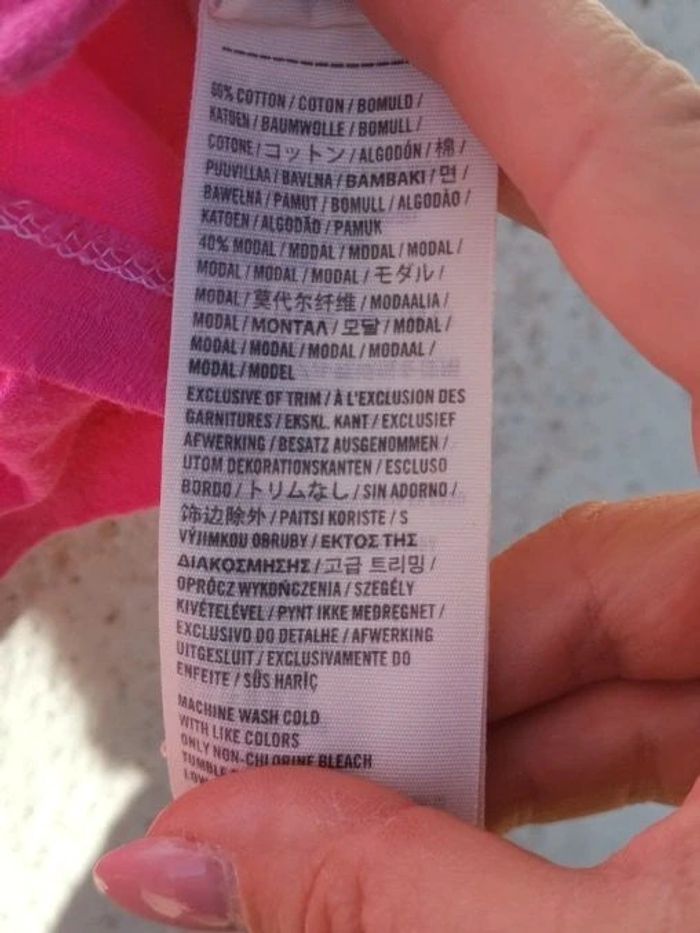 60% COTTON / COTON / BOMULD /
KATOEN / BAUMWOLLE / BOMULL /
COTONE / コットン / ALGODÓN / 棉 /
PUUVILLAA / BAVLNA / BAMBAKI / 면 /
BAWEŁNA / PAMUT / BOMULL / ALGODÃO /
KATOEN / ALGODÃO / PAMUK
40% MODAL / MODAL / MODAL / MODAL /
MODAL / MODAL / MODAL / モダル /
MODAL / 莫代尔纤维 / MODAALIA /
MODAL / ΜΟΝΤΑΛ / 모달 / MODAL /
MODAL / MODAL / MODAL / MODAAL /
MODAL / MODEL
EXCLUSIVE OF TRIM / À L'EXCLUSION DES
GARNITURES / EKSKL. KANT / EXCLUSIEF
AFWERKING / BESATZ AUSGENOMMEN /
UTOM DEKORATIONSKANTEN / ESCLUSO
BORDO / トリムなし / SIN ADORNO /
饰边除外 / PAITSI KORISTE / S
VÝJIMKOU OBRUBY / ΕΚΤΟΣ ΤΗΣ
ΔΙΑΚΟΣΜΗΣΗΣ / 고급 트리밍 /
OPRÓCZ WYKOŃCZENIA / SZEGÉLY
KIVÉTELÉVEL / PYNT IKKE MEDREGNET /
EXCLUSIVO DO DETALHE / AFWERKING
UITGESLUIT / EXCLUSIVAMENTE DO
ENFEITE / SÜS HARİÇ
MACHINE WASH COLD
WITH LIKE COLORS
ONLY NON-CHLORINE BLEACH
TUMBLE
LOW